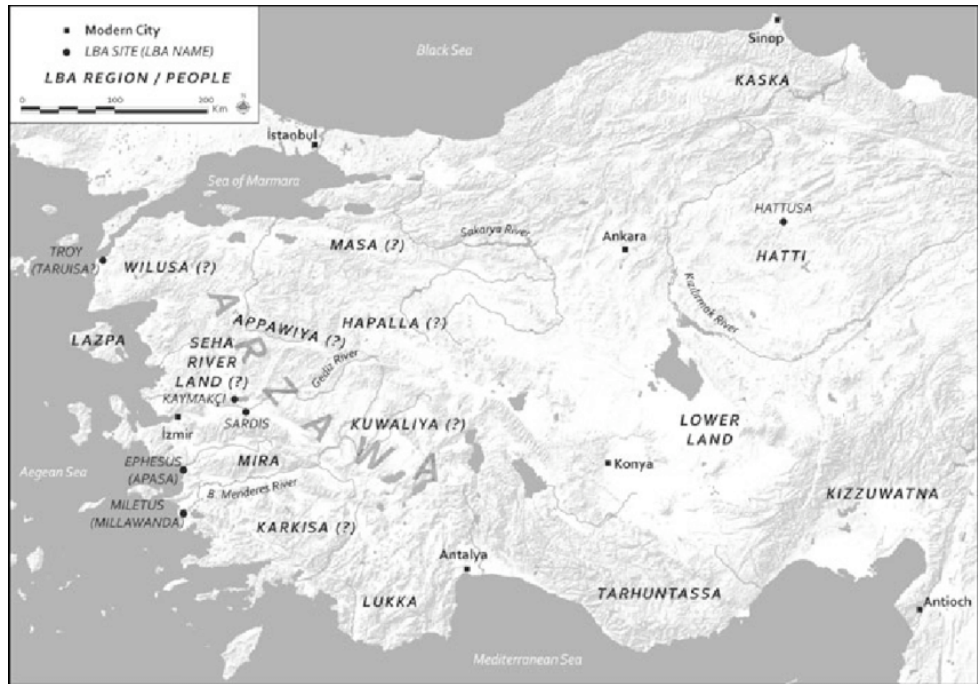 Modern City
LBA SITE (LBA NAME)
LBA REGION / PEOPLE
0 100 200 Km
N
Black Sea
Sinop
KASKA
İstanbul
Sea of Marmara
HATTUSA
TROY
(TARUISA?)
WILUSA (?)
MASA (?)
Sakarya River
Ankara
HATTI
Kızılırmak River
ARZAWA
APPAWIYA (?)
HAPALLA (?)
LAZPA
SEHA
RIVER
LAND (?)
Gediz River
KAYMAKÇI
SARDIS
İzmir
KUWALIYA (?)
LOWER
LAND
Aegean Sea
EPHESUS
(APASA)
MIRA
Konya
B. Menderes River
KIZZUWATNA
MILETUS
(MILLAWANDA)
KARKISA (?)
Antalya
LUKKA
TARHUNTASSA
Antioch
Mediterranean Sea